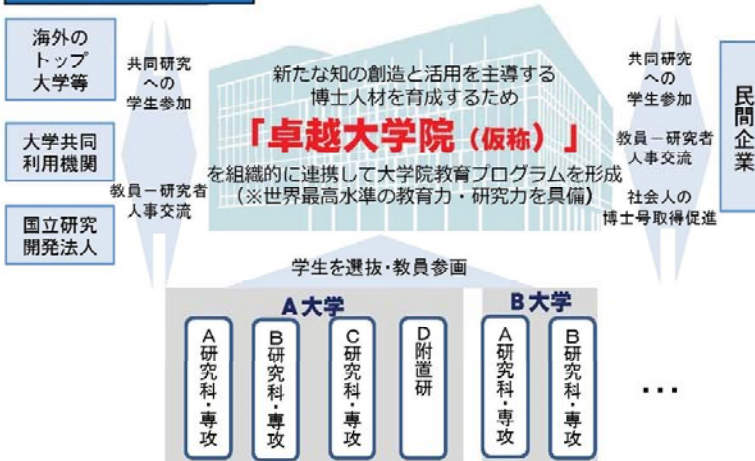 海外の
トップ
大学等
大学共同
利用機関
国立研究
開発法人
共同研究
への
学生参加
教員－研究者
人事交流
新たな知の創造と活用を主導する
博士人材を育成するため
「卓越大学院（仮称）」
を組織的に連携して大学院教育プログラムを形成
（※世界最高水準の教育力・研究力を具備）
共同研究
への
学生参加
教員－研究者
人事交流
社会人の
博士号取得促進
民間企業
学生を選抜・教員参画
A大学
A研究科・専攻
B研究科・専攻
C研究科・専攻
D附置研
B大学
A研究科・専攻
B研究科・専攻
…